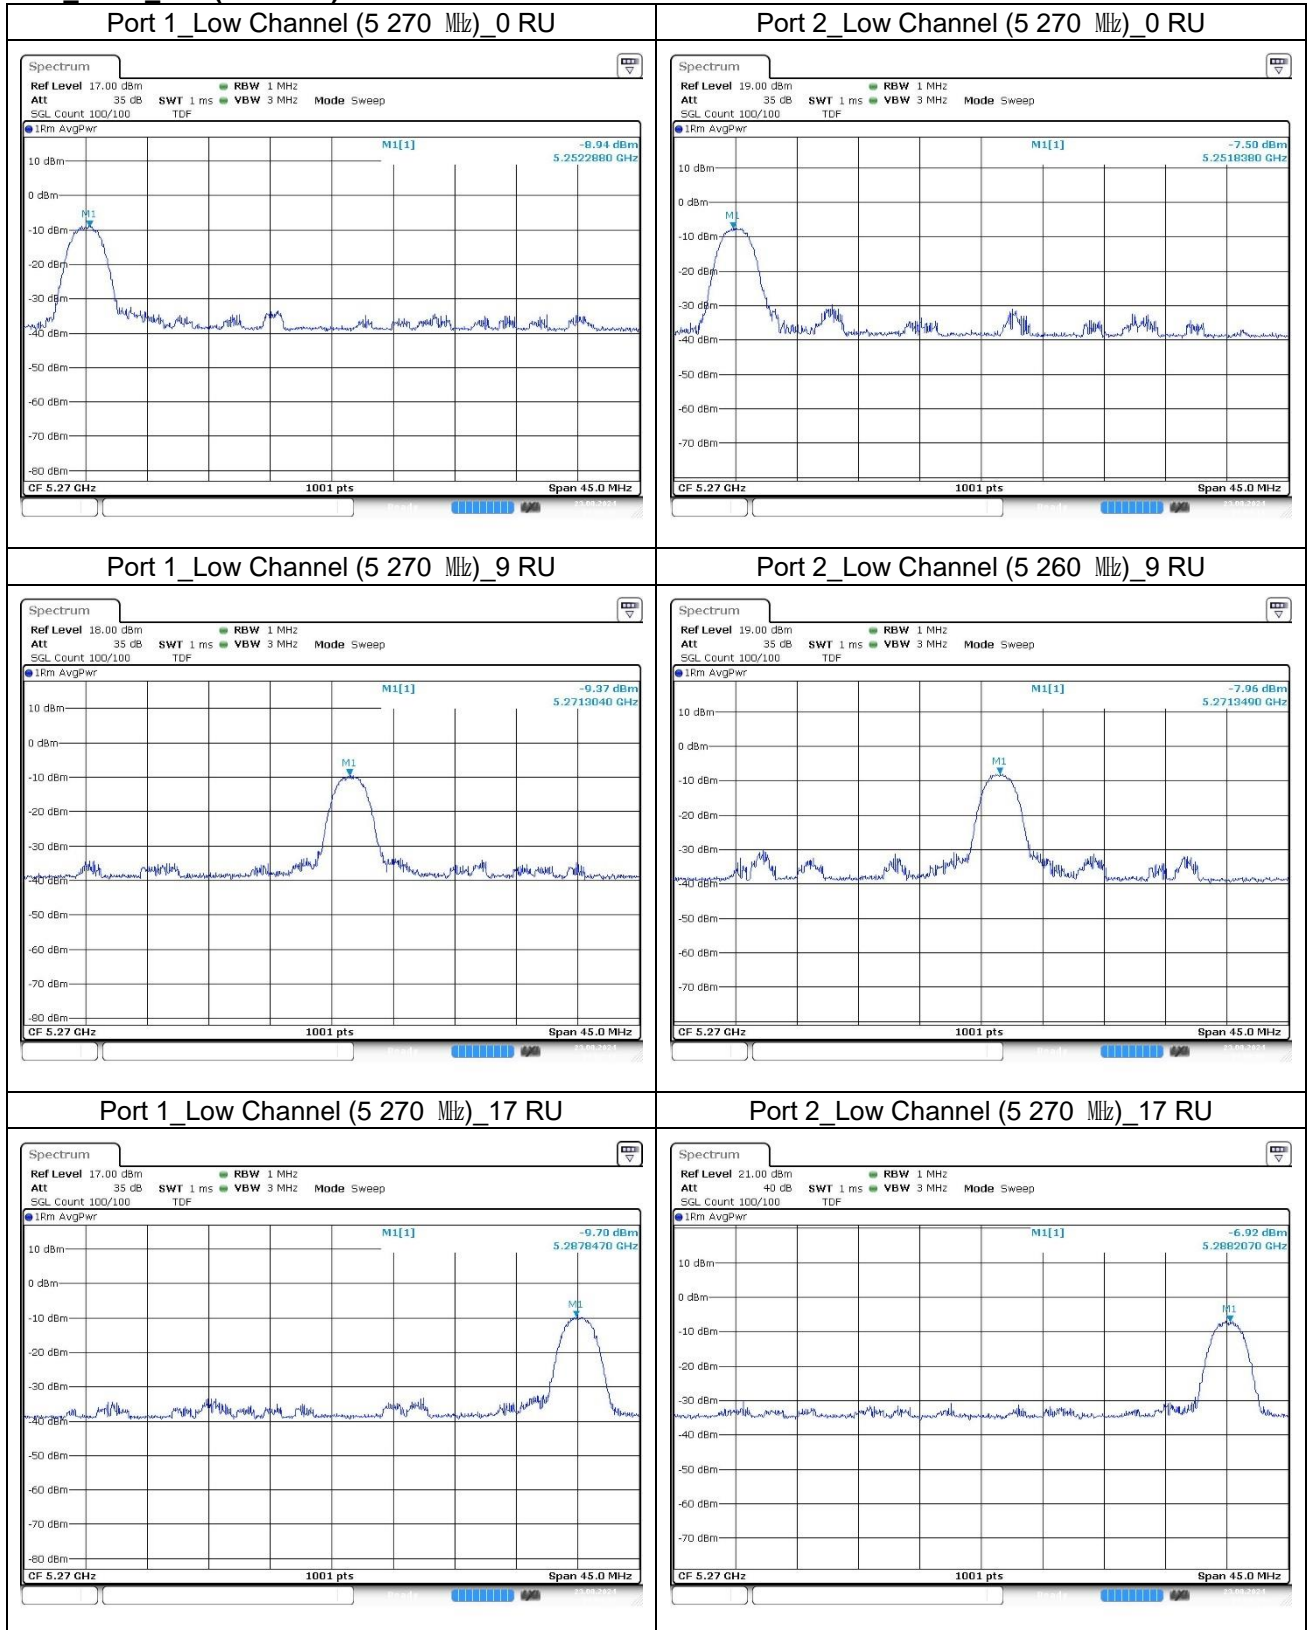 Port 1_Low Channel (5 270 ㎒)_0 RU
Port 2_Low Channel (5 270 ㎒)_0 RU
Spectrum
Ref Level 17.00 dBm RBW 1 MHz
Att 35 dB SWT 1 ms VBW 3 MHz Mode Sweep
SGL Count 100/100 TDF
1Rm AvgPwr
M1[1] -8.94 dBm
5.2522880 GHz
10 dBm
0 dBm
M1
-10 dBm
-20 dBm
-30 dBm
-40 dBm
-50 dBm
-60 dBm
-70 dBm
-80 dBm
CF 5.27 GHz 1001 pts Span 45.0 MHz
Spectrum
Ref Level 19.00 dBm RBW 1 MHz
Att 35 dB SWT 1 ms VBW 3 MHz Mode Sweep
SGL Count 100/100 TDF
1Rm AvgPwr
M1[1] -7.50 dBm
5.2518380 GHz
10 dBm
0 dBm
M1
-10 dBm
-20 dBm
-30 dBm
-40 dBm
-50 dBm
-60 dBm
-70 dBm
CF 5.27 GHz 1001 pts Span 45.0 MHz
Port 1_Low Channel (5 270 ㎒)_9 RU
Port 2_Low Channel (5 260 ㎒)_9 RU
Spectrum
Ref Level 18.00 dBm RBW 1 MHz
Att 35 dB SWT 1 ms VBW 3 MHz Mode Sweep
SGL Count 100/100 TDF
1Rm AvgPwr
M1[1] -9.37 dBm
5.2713040 GHz
10 dBm
0 dBm
M1
-10 dBm
-20 dBm
-30 dBm
-40 dBm
-50 dBm
-60 dBm
-70 dBm
-80 dBm
CF 5.27 GHz 1001 pts Span 45.0 MHz
Spectrum
Ref Level 19.00 dBm RBW 1 MHz
Att 35 dB SWT 1 ms VBW 3 MHz Mode Sweep
SGL Count 100/100 TDF
1Rm AvgPwr
M1[1] -7.96 dBm
5.2713490 GHz
10 dBm
0 dBm
M1
-10 dBm
-20 dBm
-30 dBm
-40 dBm
-50 dBm
-60 dBm
-70 dBm
CF 5.27 GHz 1001 pts Span 45.0 MHz
Port 1_Low Channel (5 270 ㎒)_17 RU
Port 2_Low Channel (5 270 ㎒)_17 RU
Spectrum
Ref Level 17.00 dBm RBW 1 MHz
Att 35 dB SWT 1 ms VBW 3 MHz Mode Sweep
SGL Count 100/100 TDF
1Rm AvgPwr
M1[1] -9.70 dBm
5.2878470 GHz
10 dBm
0 dBm
M1
-10 dBm
-20 dBm
-30 dBm
-40 dBm
-50 dBm
-60 dBm
-70 dBm
-80 dBm
CF 5.27 GHz 1001 pts Span 45.0 MHz
Spectrum
Ref Level 21.00 dBm RBW 1 MHz
Att 40 dB SWT 1 ms VBW 3 MHz Mode Sweep
SGL Count 100/100 TDF
1Rm AvgPwr
M1[1] -6.92 dBm
5.2882070 GHz
10 dBm
0 dBm
M1
-10 dBm
-20 dBm
-30 dBm
-40 dBm
-50 dBm
-60 dBm
-70 dBm
CF 5.27 GHz 1001 pts Span 45.0 MHz